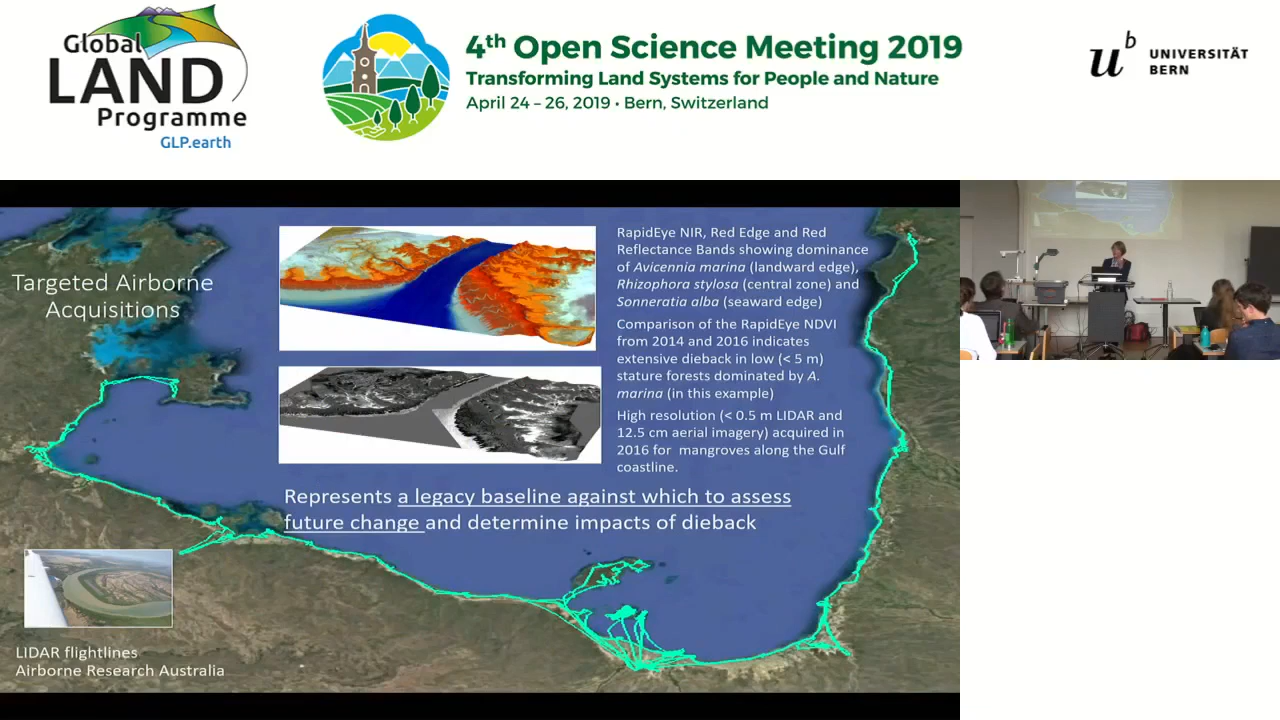 Global
LAND
Programme
GLP.earth
4th Open Science Meeting 2019
Transforming Land Systems for People and Nature
April 24 – 26, 2019 • Bern, Switzerland
u b
UNIVERSITÄT
BERN
Targeted Airborne
Acquisitions
RapidEye NIR, Red Edge and Red
Reflectance Bands showing dominance
of Avicennia marina (landward edge),
Rhizophora stylosa (central zone) and
Sonneratia alba (seaward edge)
Comparison of the RapidEye NDVI
from 2014 and 2016 indicates
extensive dieback in low (< 5 m)
stature forests dominated by A.
marina (in this example)
High resolution (< 0.5 m LIDAR and
12.5 cm aerial imagery) acquired in
2016 for mangroves along the Gulf
coastline.
Represents a legacy baseline against which to assess
future change and determine impacts of dieback
LIDAR flightlines
Airborne Research Australia